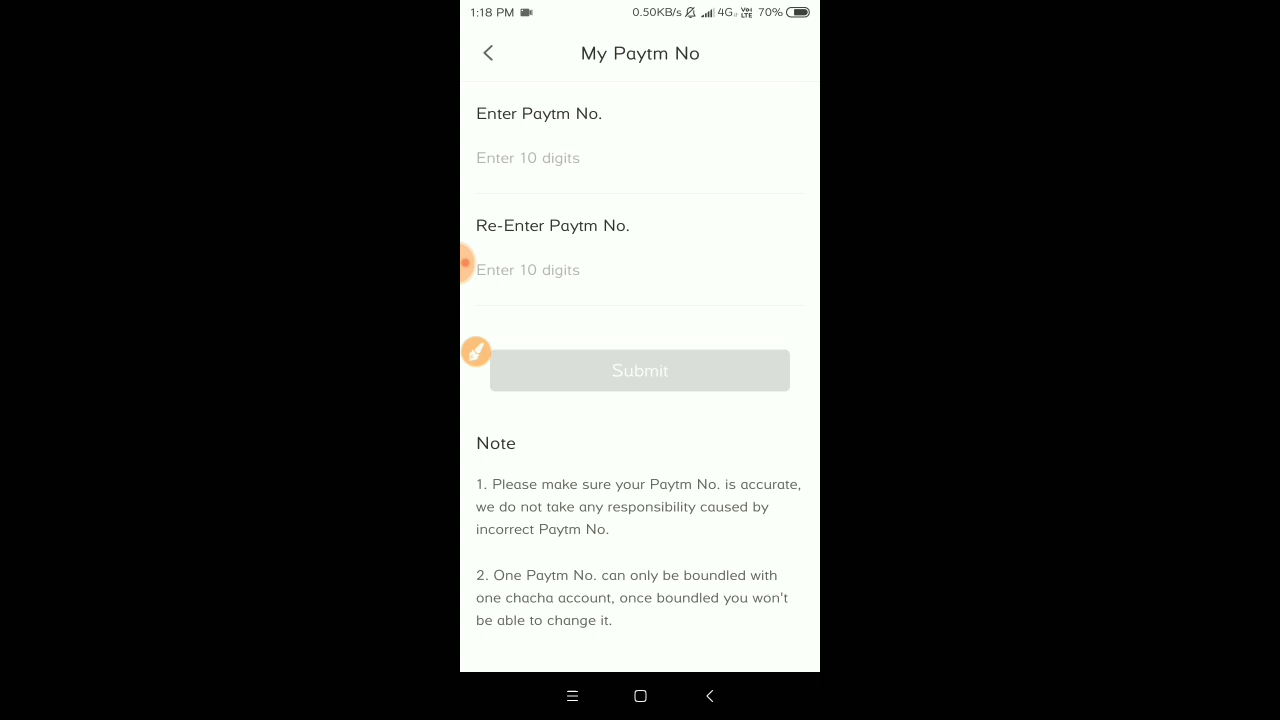 1:18 PM 0.50KB/s 4G VoLTE 70%
My Paytm No
Enter Paytm No.
Enter 10 digits
Re-Enter Paytm No.
Enter 10 digits
Submit
Note
1. Please make sure your Paytm No. is accurate,
we do not take any responsibility caused by
incorrect Paytm No.
2. One Paytm No. can only be boundled with
one chacha account, once boundled you won't
be able to change it.